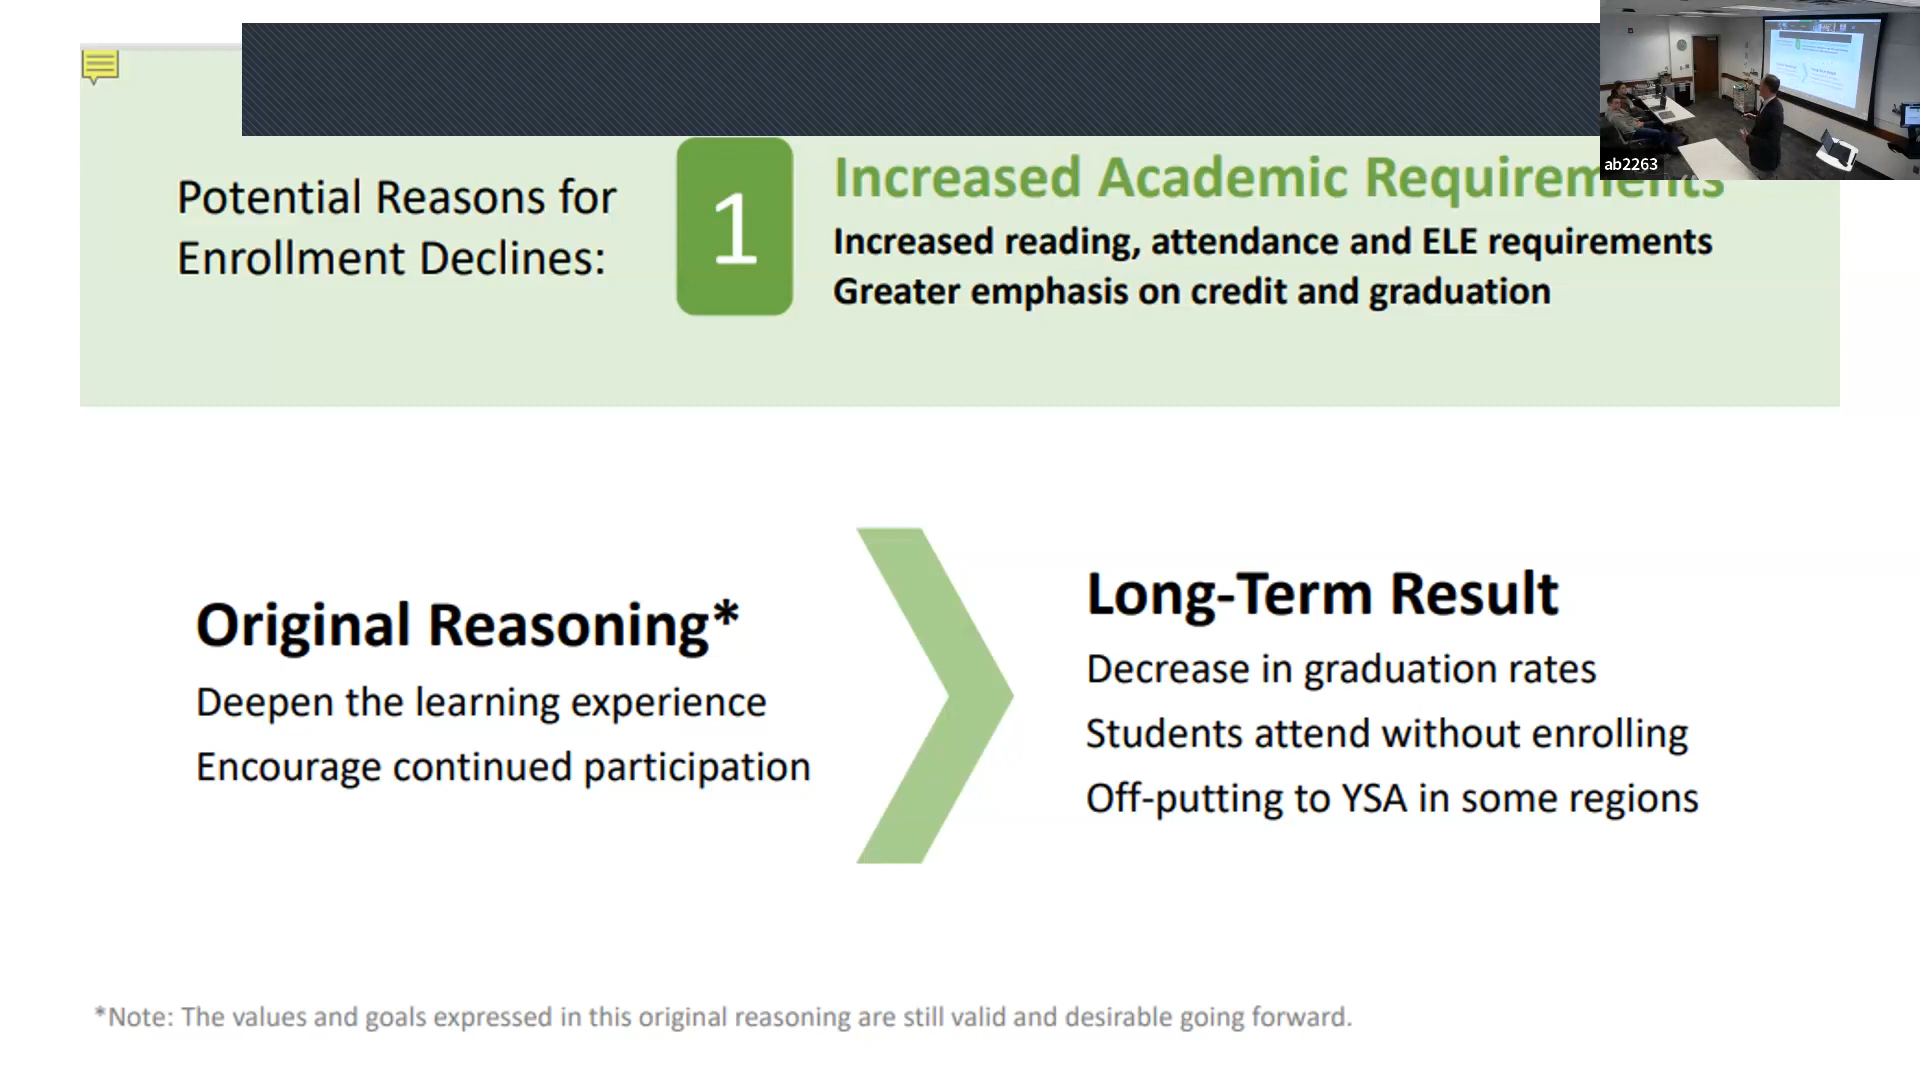 Potential Reasons for
Enrollment Declines:
1
Increased Academic Requirements
Increased reading, attendance and ELE requirements
Greater emphasis on credit and graduation
ab2263
Original Reasoning*
Deepen the learning experience
Encourage continued participation
Long-Term Result
Decrease in graduation rates
Students attend without enrolling
Off-putting to YSA in some regions
*Note: The values and goals expressed in this original reasoning are still valid and desirable going forward.